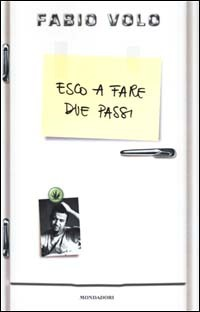 FABIO VOLO
ESCO A FARE
DUE PASSI
MONDADORI